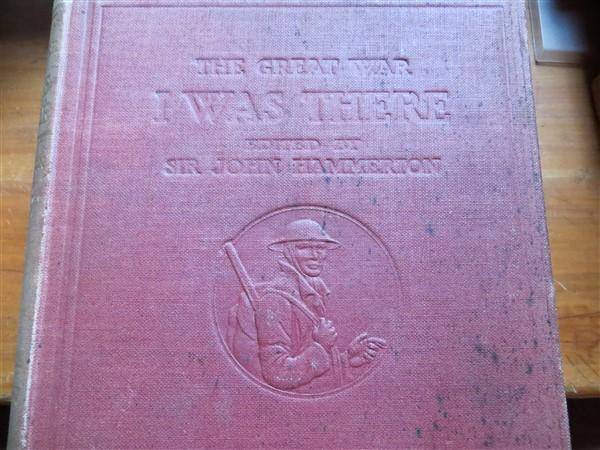 THE GREAT WAR
I WAS THERE
EDITED BY
SIR JOHN HAMMERTON